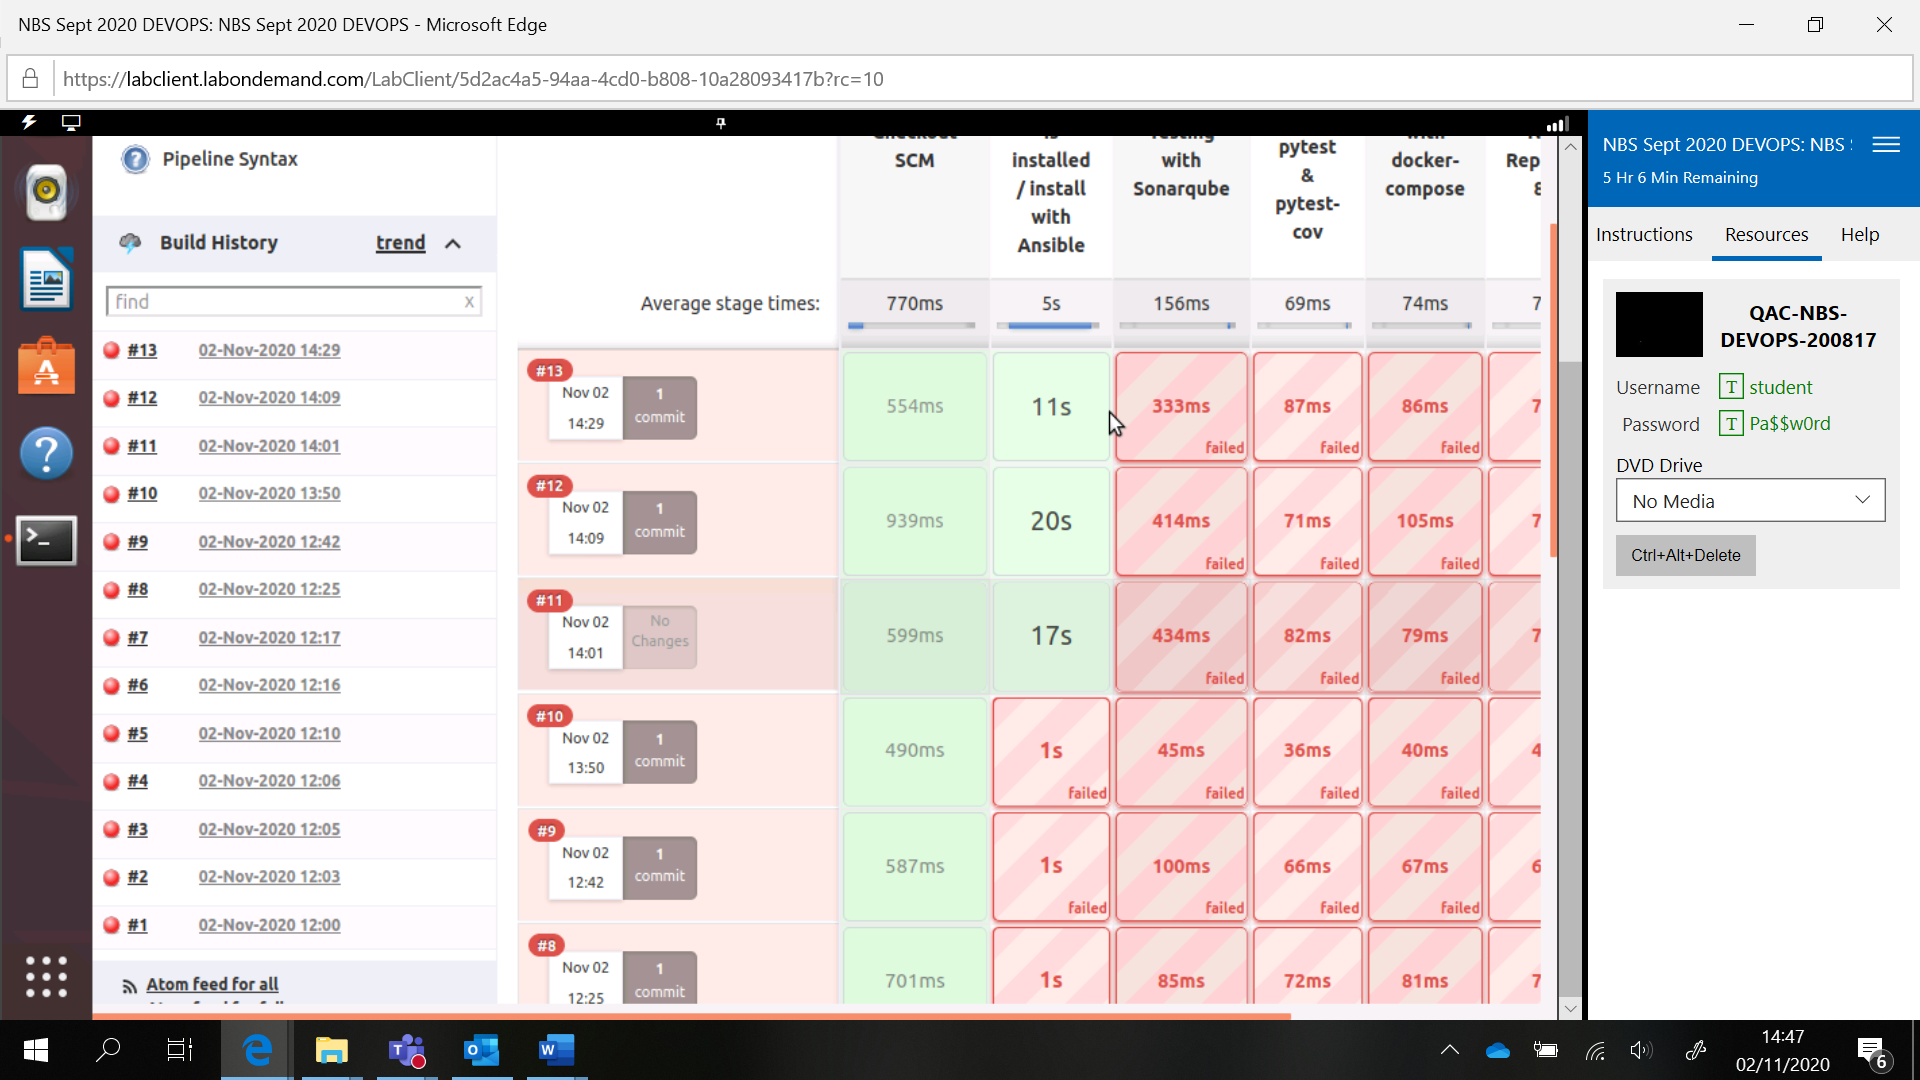 NBS Sept 2020 DEVOPS: NBS Sept 2020 DEVOPS - Microsoft Edge
https://labclient.labondemand.com/LabClient/5d2ac4a5-94aa-4cd0-b808-10a28093417b?rc=10
Pipeline Syntax
Build History trend
find x
#13 02-Nov-2020 14:29
#12 02-Nov-2020 14:09
#11 02-Nov-2020 14:01
#10 02-Nov-2020 13:50
#9 02-Nov-2020 12:42
#8 02-Nov-2020 12:25
#7 02-Nov-2020 12:17
#6 02-Nov-2020 12:16
#5 02-Nov-2020 12:10
#4 02-Nov-2020 12:06
#3 02-Nov-2020 12:05
#2 02-Nov-2020 12:03
#1 02-Nov-2020 12:00
Atom feed for all
Checkout
SCM
installed
/ install
with
Ansible
Testing
with
Sonarqube
pytest
&
pytest-
cov
with
docker-
compose
Rep
Average stage times: 770ms 5s 156ms 69ms 74ms 7
#13
Nov 02
14:29
1
commit
554ms 11s 333ms 87ms 86ms 7
failed failed failed
#12
Nov 02
14:09
1
commit
939ms 20s 414ms 71ms 105ms 7
failed failed failed
#11
Nov 02
14:01
No
Changes
599ms 17s 434ms 82ms 79ms 7
failed failed failed
#10
Nov 02
13:50
1
commit
490ms 1s 45ms 36ms 40ms 4
failed failed failed failed
#9
Nov 02
12:42
1
commit
587ms 1s 100ms 66ms 67ms 6
failed failed failed failed
#8
Nov 02
12:25
1
commit
701ms 1s 85ms 72ms 81ms 7
NBS Sept 2020 DEVOPS: NBS
5 Hr 6 Min Remaining
Instructions Resources Help
QAC-NBS-
DEVOPS-200817
Username T student
Password T Pa$$w0rd
DVD Drive
No Media
Ctrl+Alt+Delete
14:47
02/11/2020
6